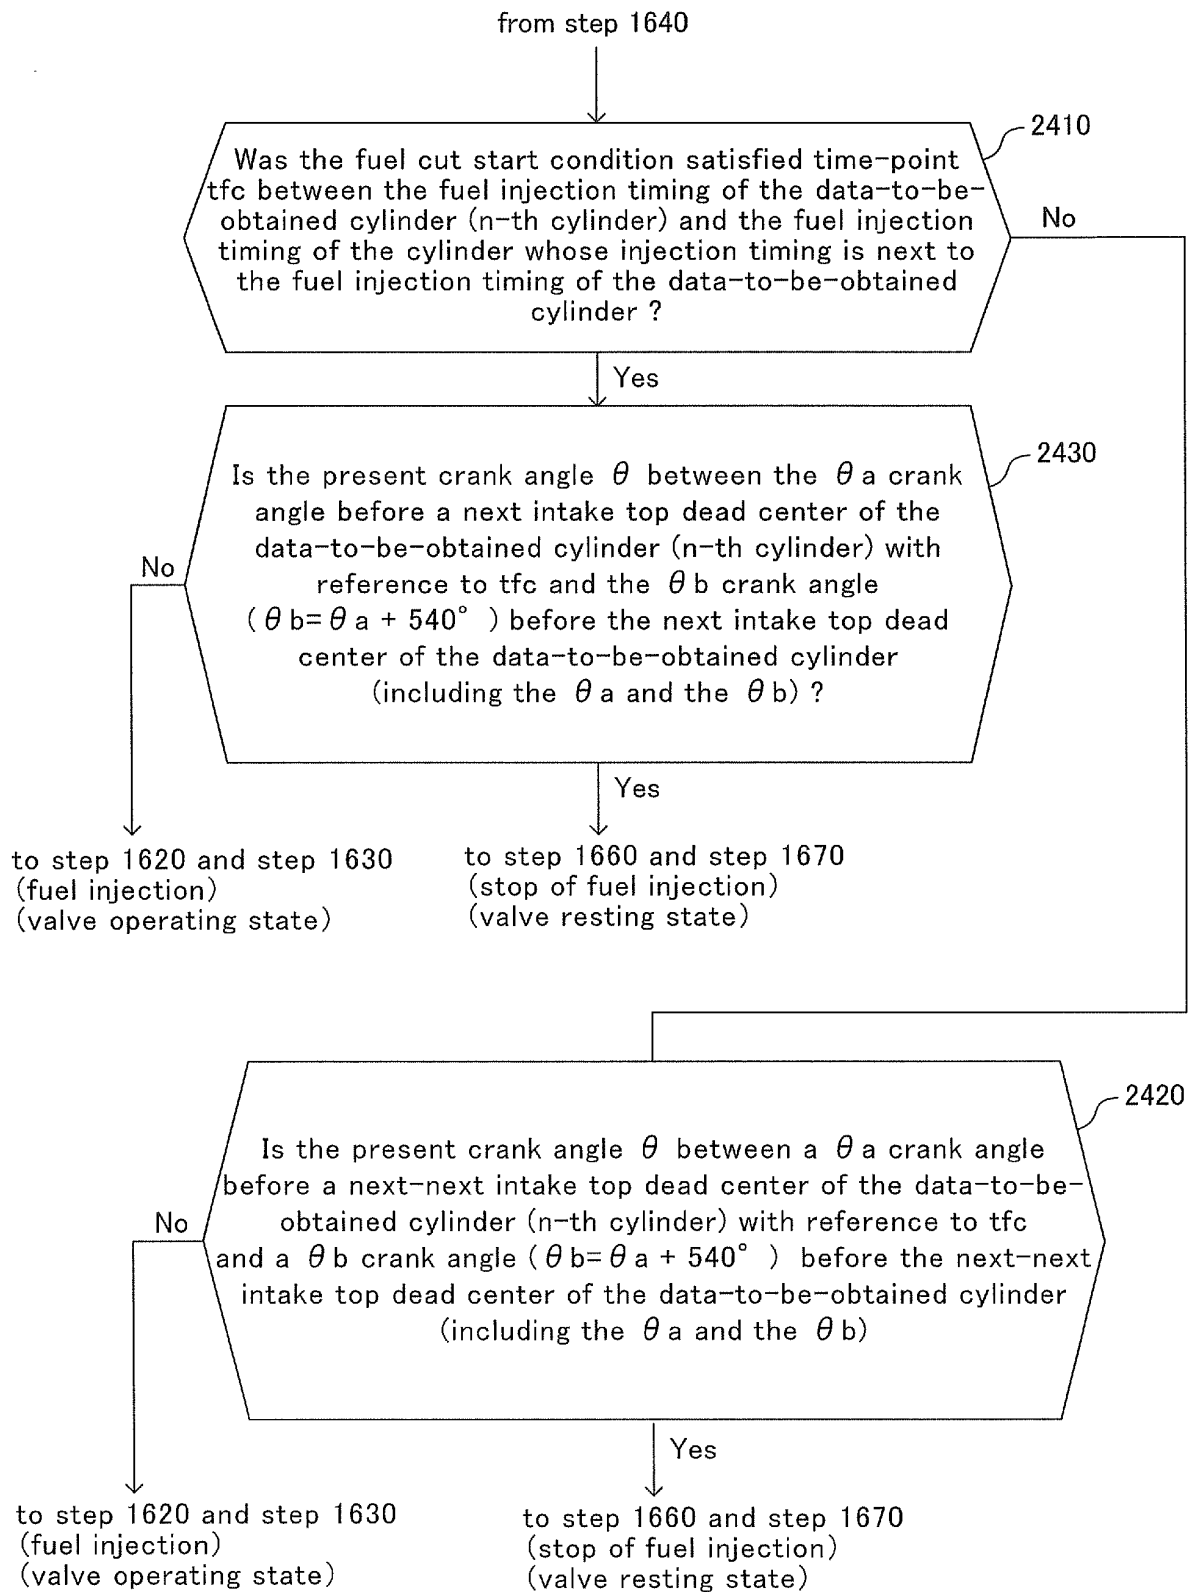 from step 1640
2410
Was the fuel cut start condition satisfied time-point
tfc between the fuel injection timing of the data-to-be-
obtained cylinder (n-th cylinder) and the fuel injection
timing of the cylinder whose injection timing is next to
the fuel injection timing of the data-to-be-obtained
cylinder ?
No
Yes
2430
Is the present crank angle θ between the θa crank
angle before a next intake top dead center of the
data-to-be-obtained cylinder (n-th cylinder) with
reference to tfc and the θb crank angle
(θb=θa + 540° ) before the next intake top dead
center of the data-to-be-obtained cylinder
(including the θa and the θb) ?
No
Yes
to step 1620 and step 1630
(fuel injection)
(valve operating state)
to step 1660 and step 1670
(stop of fuel injection)
(valve resting state)
2420
Is the present crank angle θ between a θa crank angle
before a next-next intake top dead center of the data-to-be-
obtained cylinder (n-th cylinder) with reference to tfc
and a θb crank angle (θb=θa + 540° ) before the next-next
intake top dead center of the data-to-be-obtained cylinder
(including the θa and the θb)
No
Yes
to step 1620 and step 1630
(fuel injection)
(valve operating state)
to step 1660 and step 1670
(stop of fuel injection)
(valve resting state)